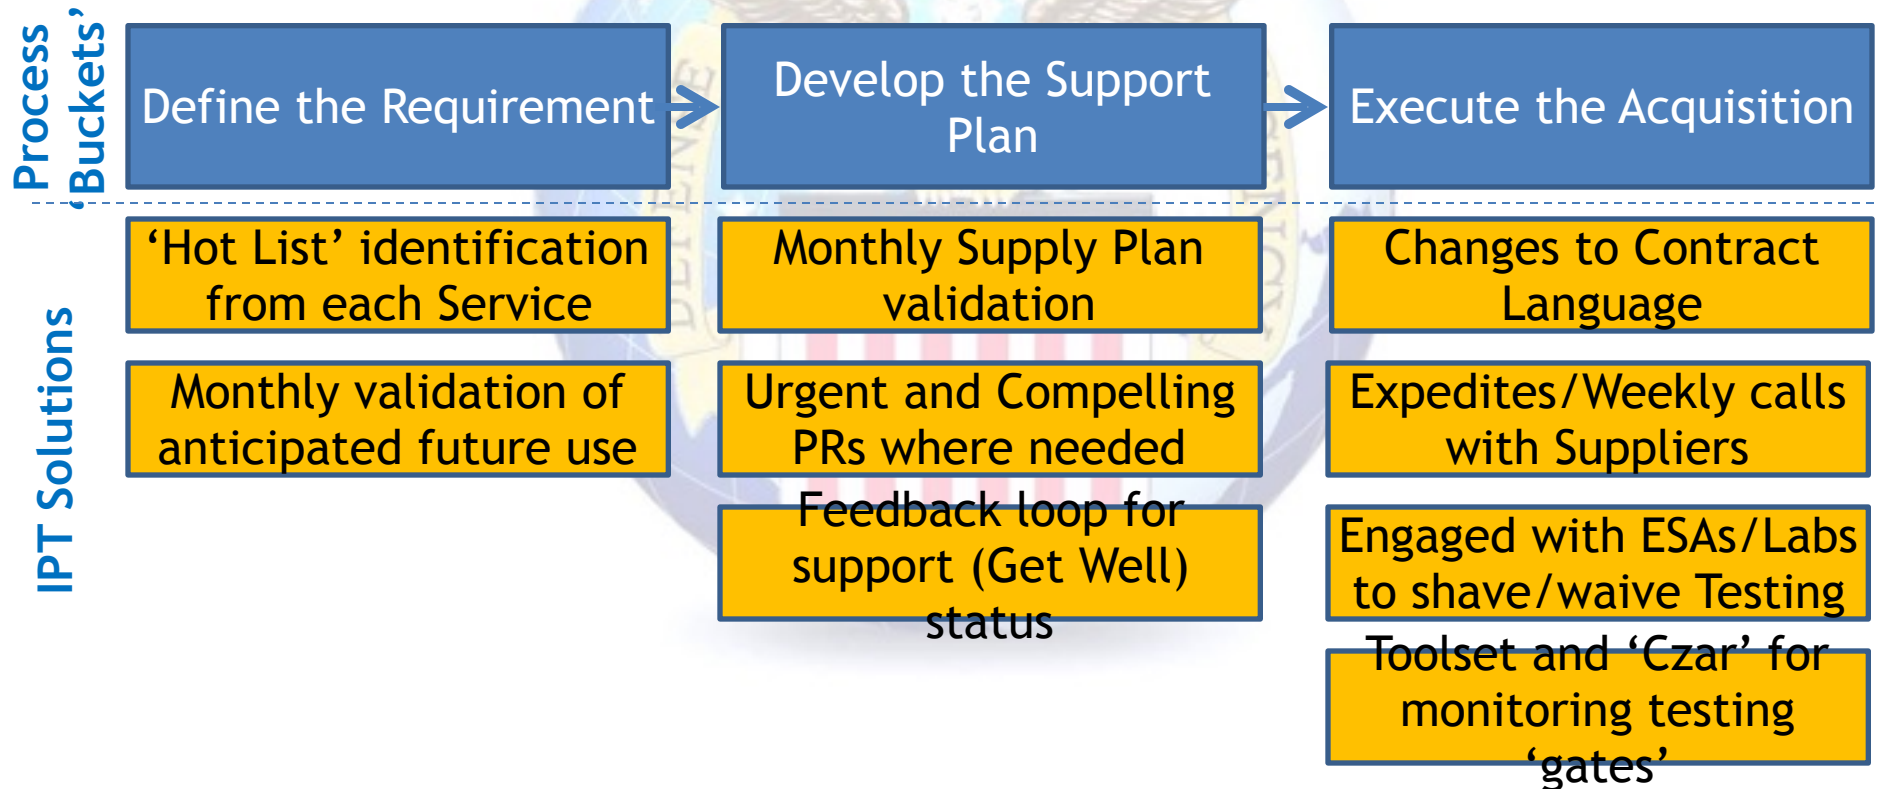 Process
‘Buckets’
Define the Requirement
Develop the Support
Plan
Execute the Acquisition
IPT Solutions
‘Hot List’ identification
from each Service
Monthly validation of
anticipated future use
Monthly Supply Plan
validation
Urgent and Compelling
PRs where needed
Feedback loop for
support (Get Well)
status
Changes to Contract
Language
Expedites/Weekly calls
with Suppliers
Engaged with ESAs/Labs
to shave/waive Testing
Toolset and ‘Czar’ for
monitoring testing
‘gates’